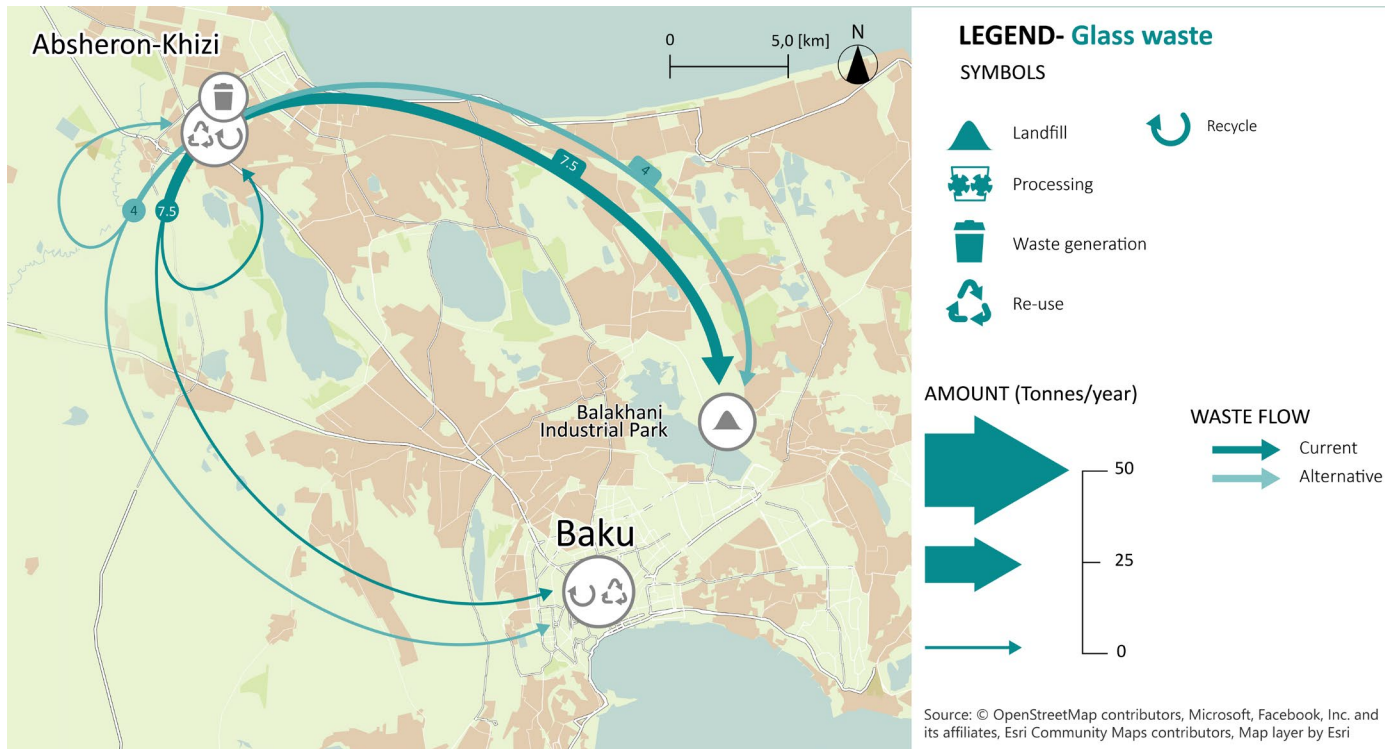 Absheron-Khizi
0
5,0 [km]
N
7.5
4
4
7.5
Balakhani
Industrial Park
Baku
LEGEND- Glass waste
SYMBOLS
Landfill
Recycle
Processing
Waste generation
Re-use
AMOUNT (Tonnes/year)
50
25
0
WASTE FLOW
Current
Alternative
Source: © OpenStreetMap contributors, Microsoft, Facebook, Inc. and
its affiliates, Esri Community Maps contributors, Map layer by Esri